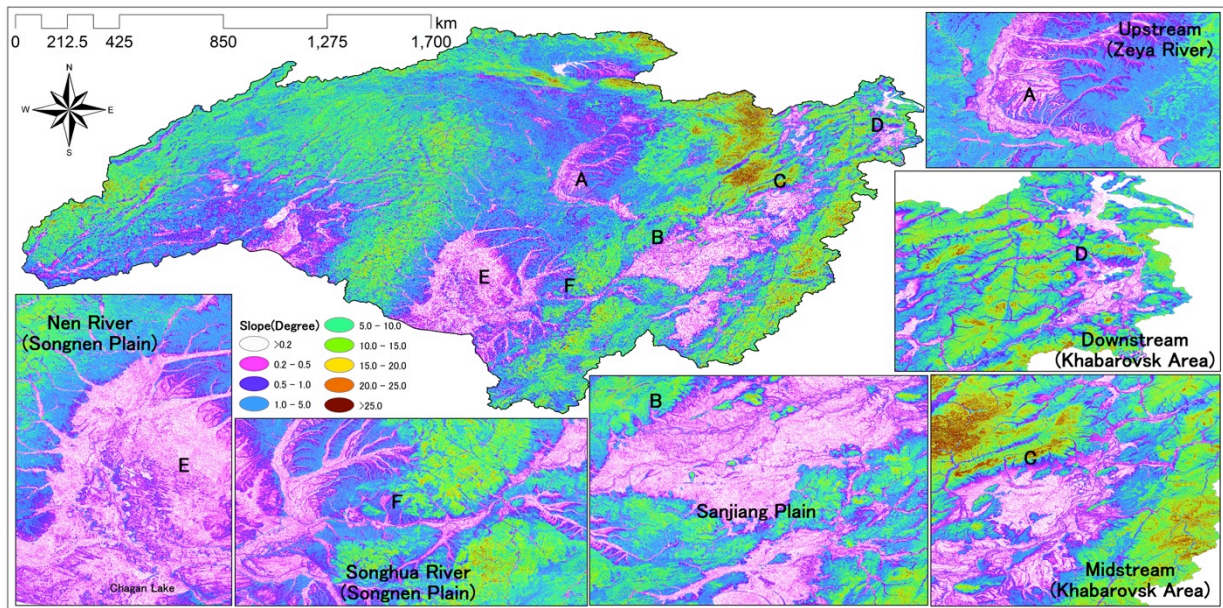 km
0 212.5 425 850 1,275 1,700
N
W E
S
A
B
C
D
E
F
Slope(Degree)
>0.2
0.2 - 0.5
0.5 - 1.0
1.0 - 5.0
5.0 - 10.0
10.0 - 15.0
15.0 - 20.0
20.0 - 25.0
>25.0
Upstream
(Zeya River)
A
D
Downstream
(Khabarovsk Area)
Nen River
(Songnen Plain)
E
Chagan Lake
F
Songhua River
(Songnen Plain)
B
Sanjiang Plain
C
Midstream
(Khabarovsk Area)